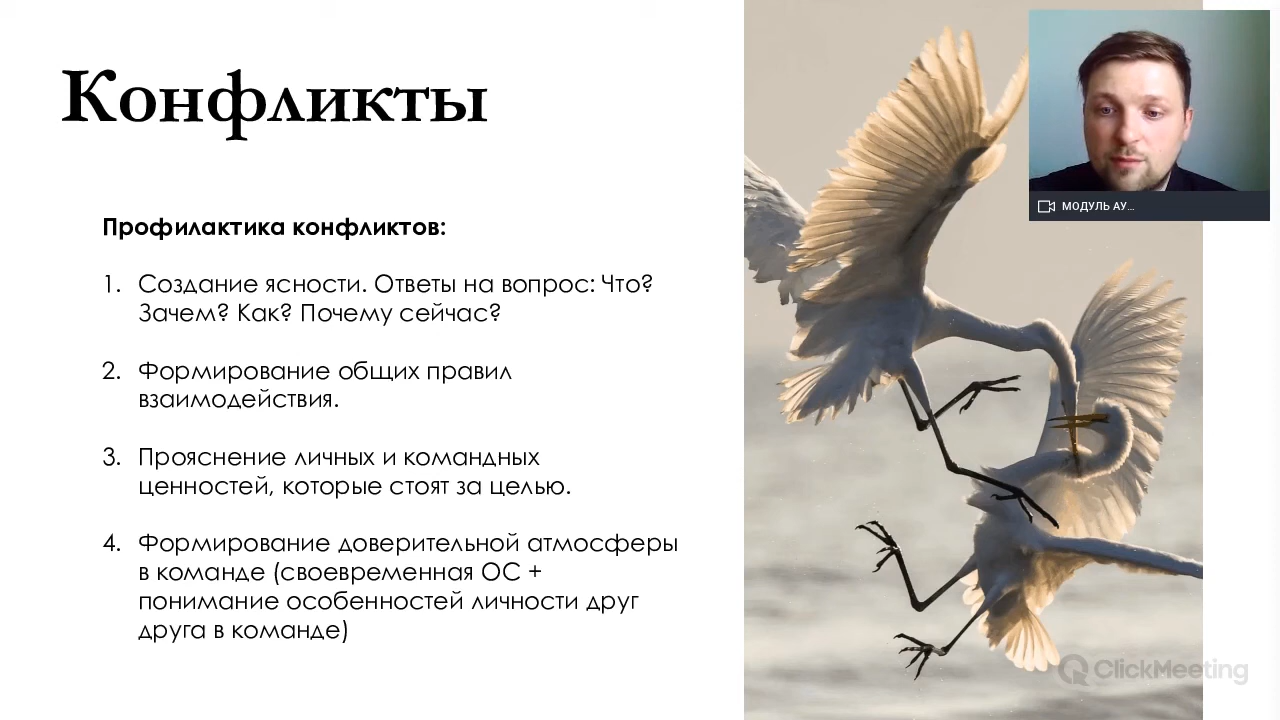 Конфликты
Профилактика конфликтов:
1. Создание ясности. Ответы на вопрос: Что?
Зачем? Как? Почему сейчас?
2. Формирование общих правил
взаимодействия.
3. Прояснение личных и командных
ценностей, которые стоят за целью.
4. Формирование доверительной атмосферы
в команде (своевременная ОС +
понимание особенностей личности друг
друга в команде)
МОДУЛЬ АУ...
ClickMeeting